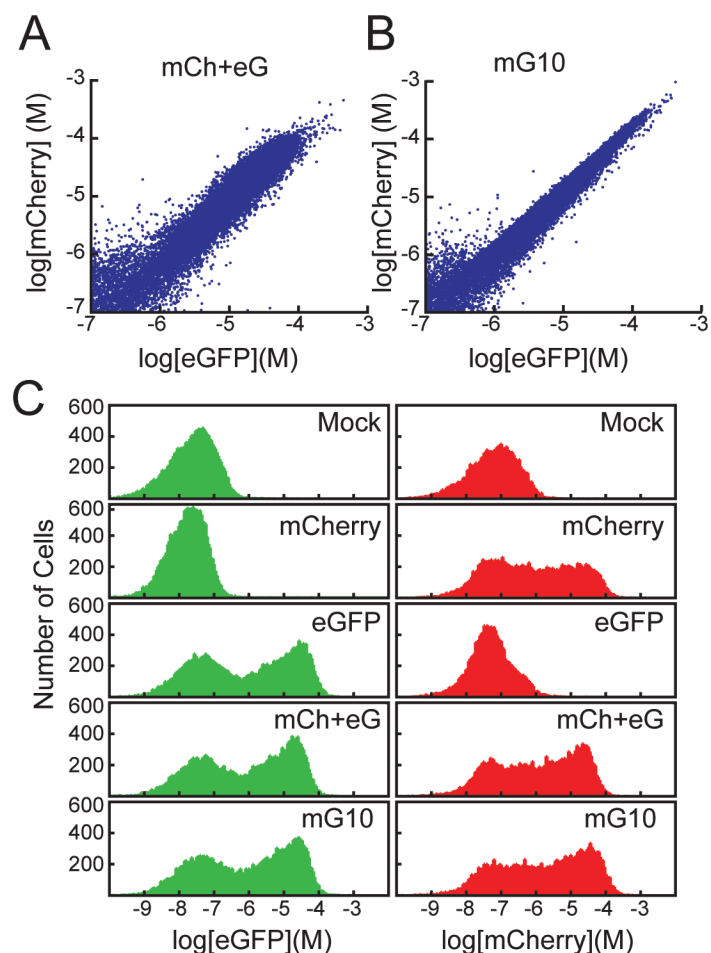 A
mCh+eG
-3
-4
-5
-6
-7
log[mCherry] (M)
-7 -6 -5 -4 -3
log[eGFP](M)
B
mG10
-3
-4
-5
-6
-7
log[mCherry] (M)
-7 -6 -5 -4 -3
log[eGFP](M)
C
Number of Cells
600
400
200
Mock
Mock
600
400
200
mCherry
mCherry
600
400
200
eGFP
eGFP
600
400
200
mCh+eG
mCh+eG
600
400
200
mG10
mG10
-9 -8 -7 -6 -5 -4 -3
-9 -8 -7 -6 -5 -4 -3
log[eGFP](M)
log[mCherry](M)